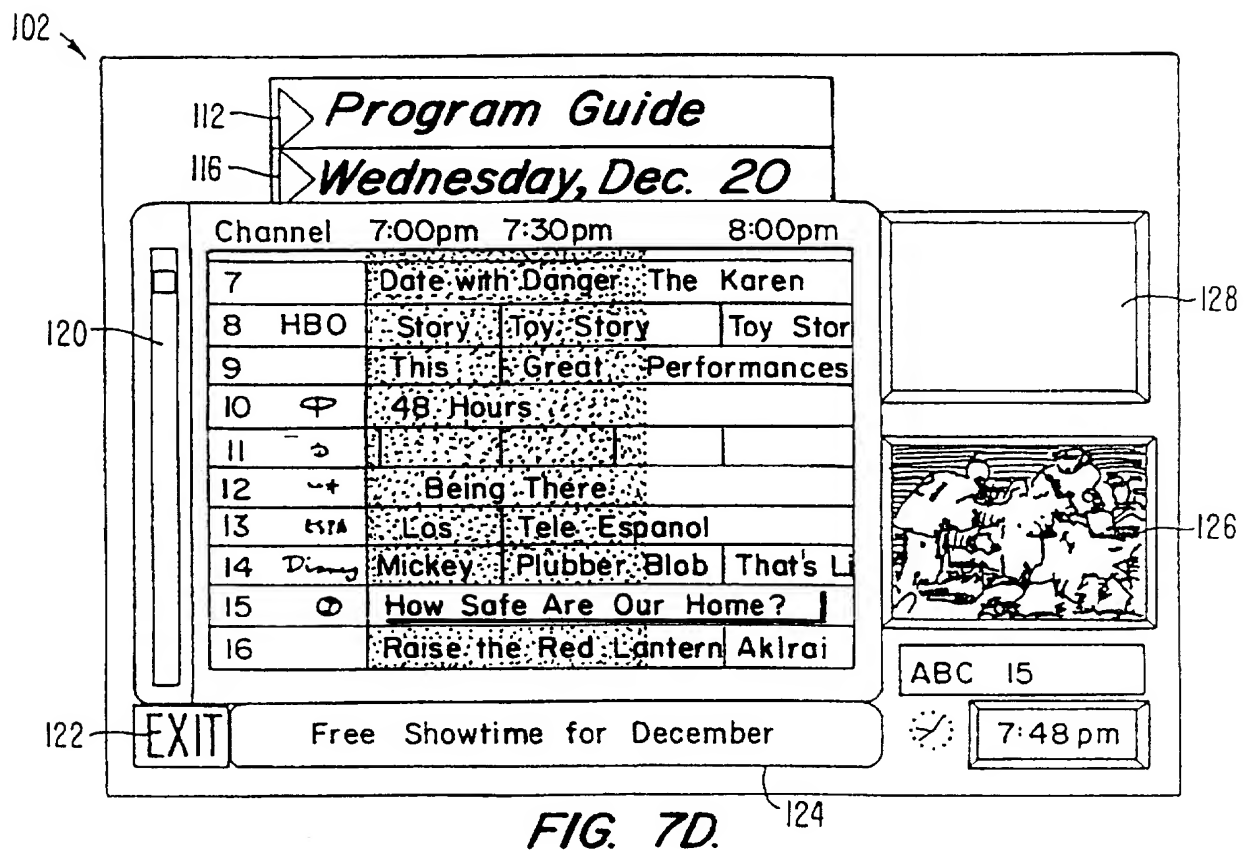 102
112
Program Guide
116
Wednesday, Dec. 20
Channel 7:00pm 7:30pm 8:00pm
7 Date with Danger The Karen
120
128
8 HBO Story Toy Story Toy Stor
9 This Great Performances
10 48 Hours
11
12 Being There
126
13 Los Tele Espanol
14 Disney Mickey Plubber Blob That's Li
15 How Safe Are Our Home?
16 Raise the Red Lantern Aklrai
ABC 15
122
EXIT
Free Showtime for December
7:48pm
124
FIG. 7D.